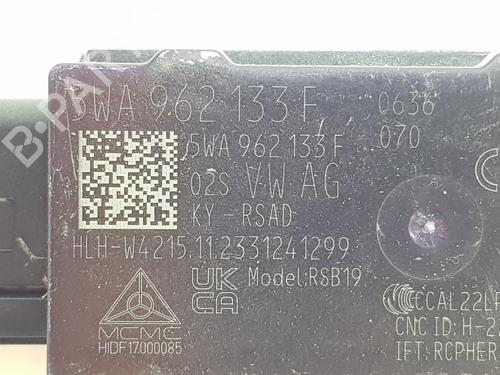 5WA 962 133 F 0636
5WA 962 133 F 070
02S VW AG
KY-RSAD
HLH-W4215.11.2331241299
UK CA Model:RSB19
CCAL22LP
MCMC CNC ID: H-2
HIDF17000085 IFT: RCPHER
B-PARTS